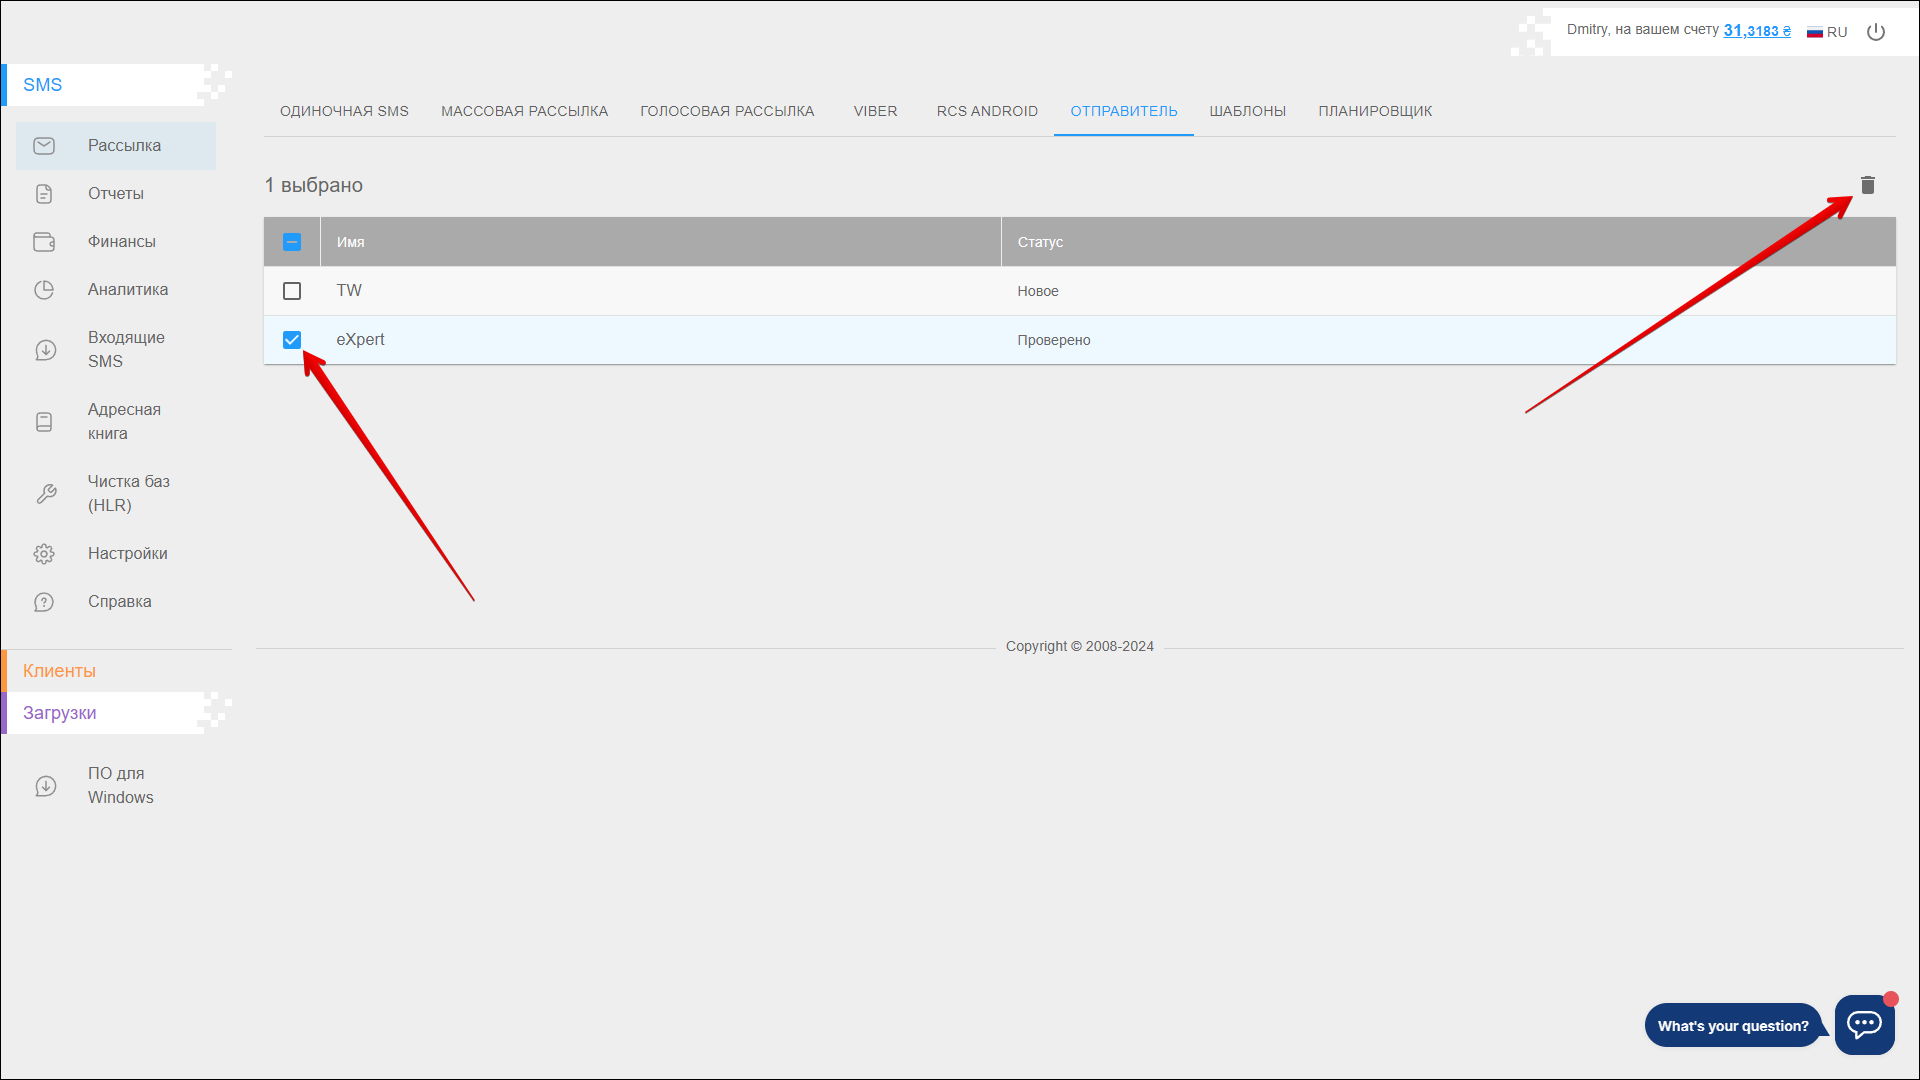 Dmitry, на вашем счету 31,3183 ₴
RU
SMS
Рассылка
Отчеты
Финансы
Аналитика
Входящие
SMS
Адресная
книга
Чистка баз
(HLR)
Настройки
Справка
Клиенты
Загрузки
ПО для
Windows
ОДИНОЧНАЯ SMS
МАССОВАЯ РАССЫЛКА
ГОЛОСОВАЯ РАССЫЛКА
VIBER
RCS ANDROID
ОТПРАВИТЕЛЬ
ШАБЛОНЫ
ПЛАНИРОВЩИК
1 выбрано
Имя
Статус
TW
Новое
eXpert
Проверено
Copyright © 2008-2024
What's your question?